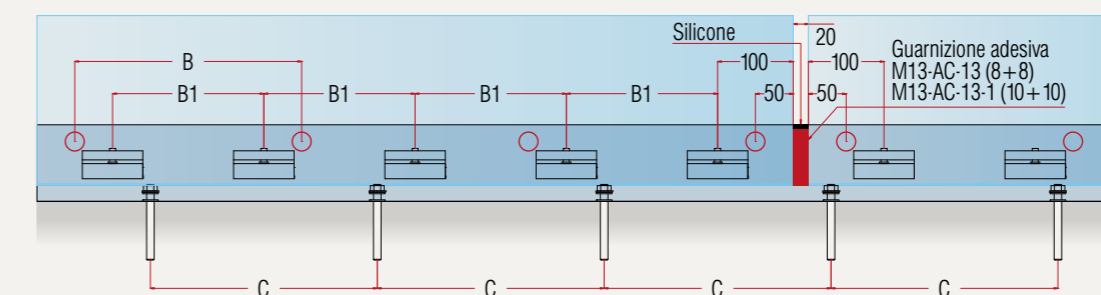 Silicone
20
Guarnizione adesiva
M13-AC-13 (8+8)
M13-AC-13-1 (10+10)
B
100
100
B1
B1
B1
B1
50
50
C
C
C
C